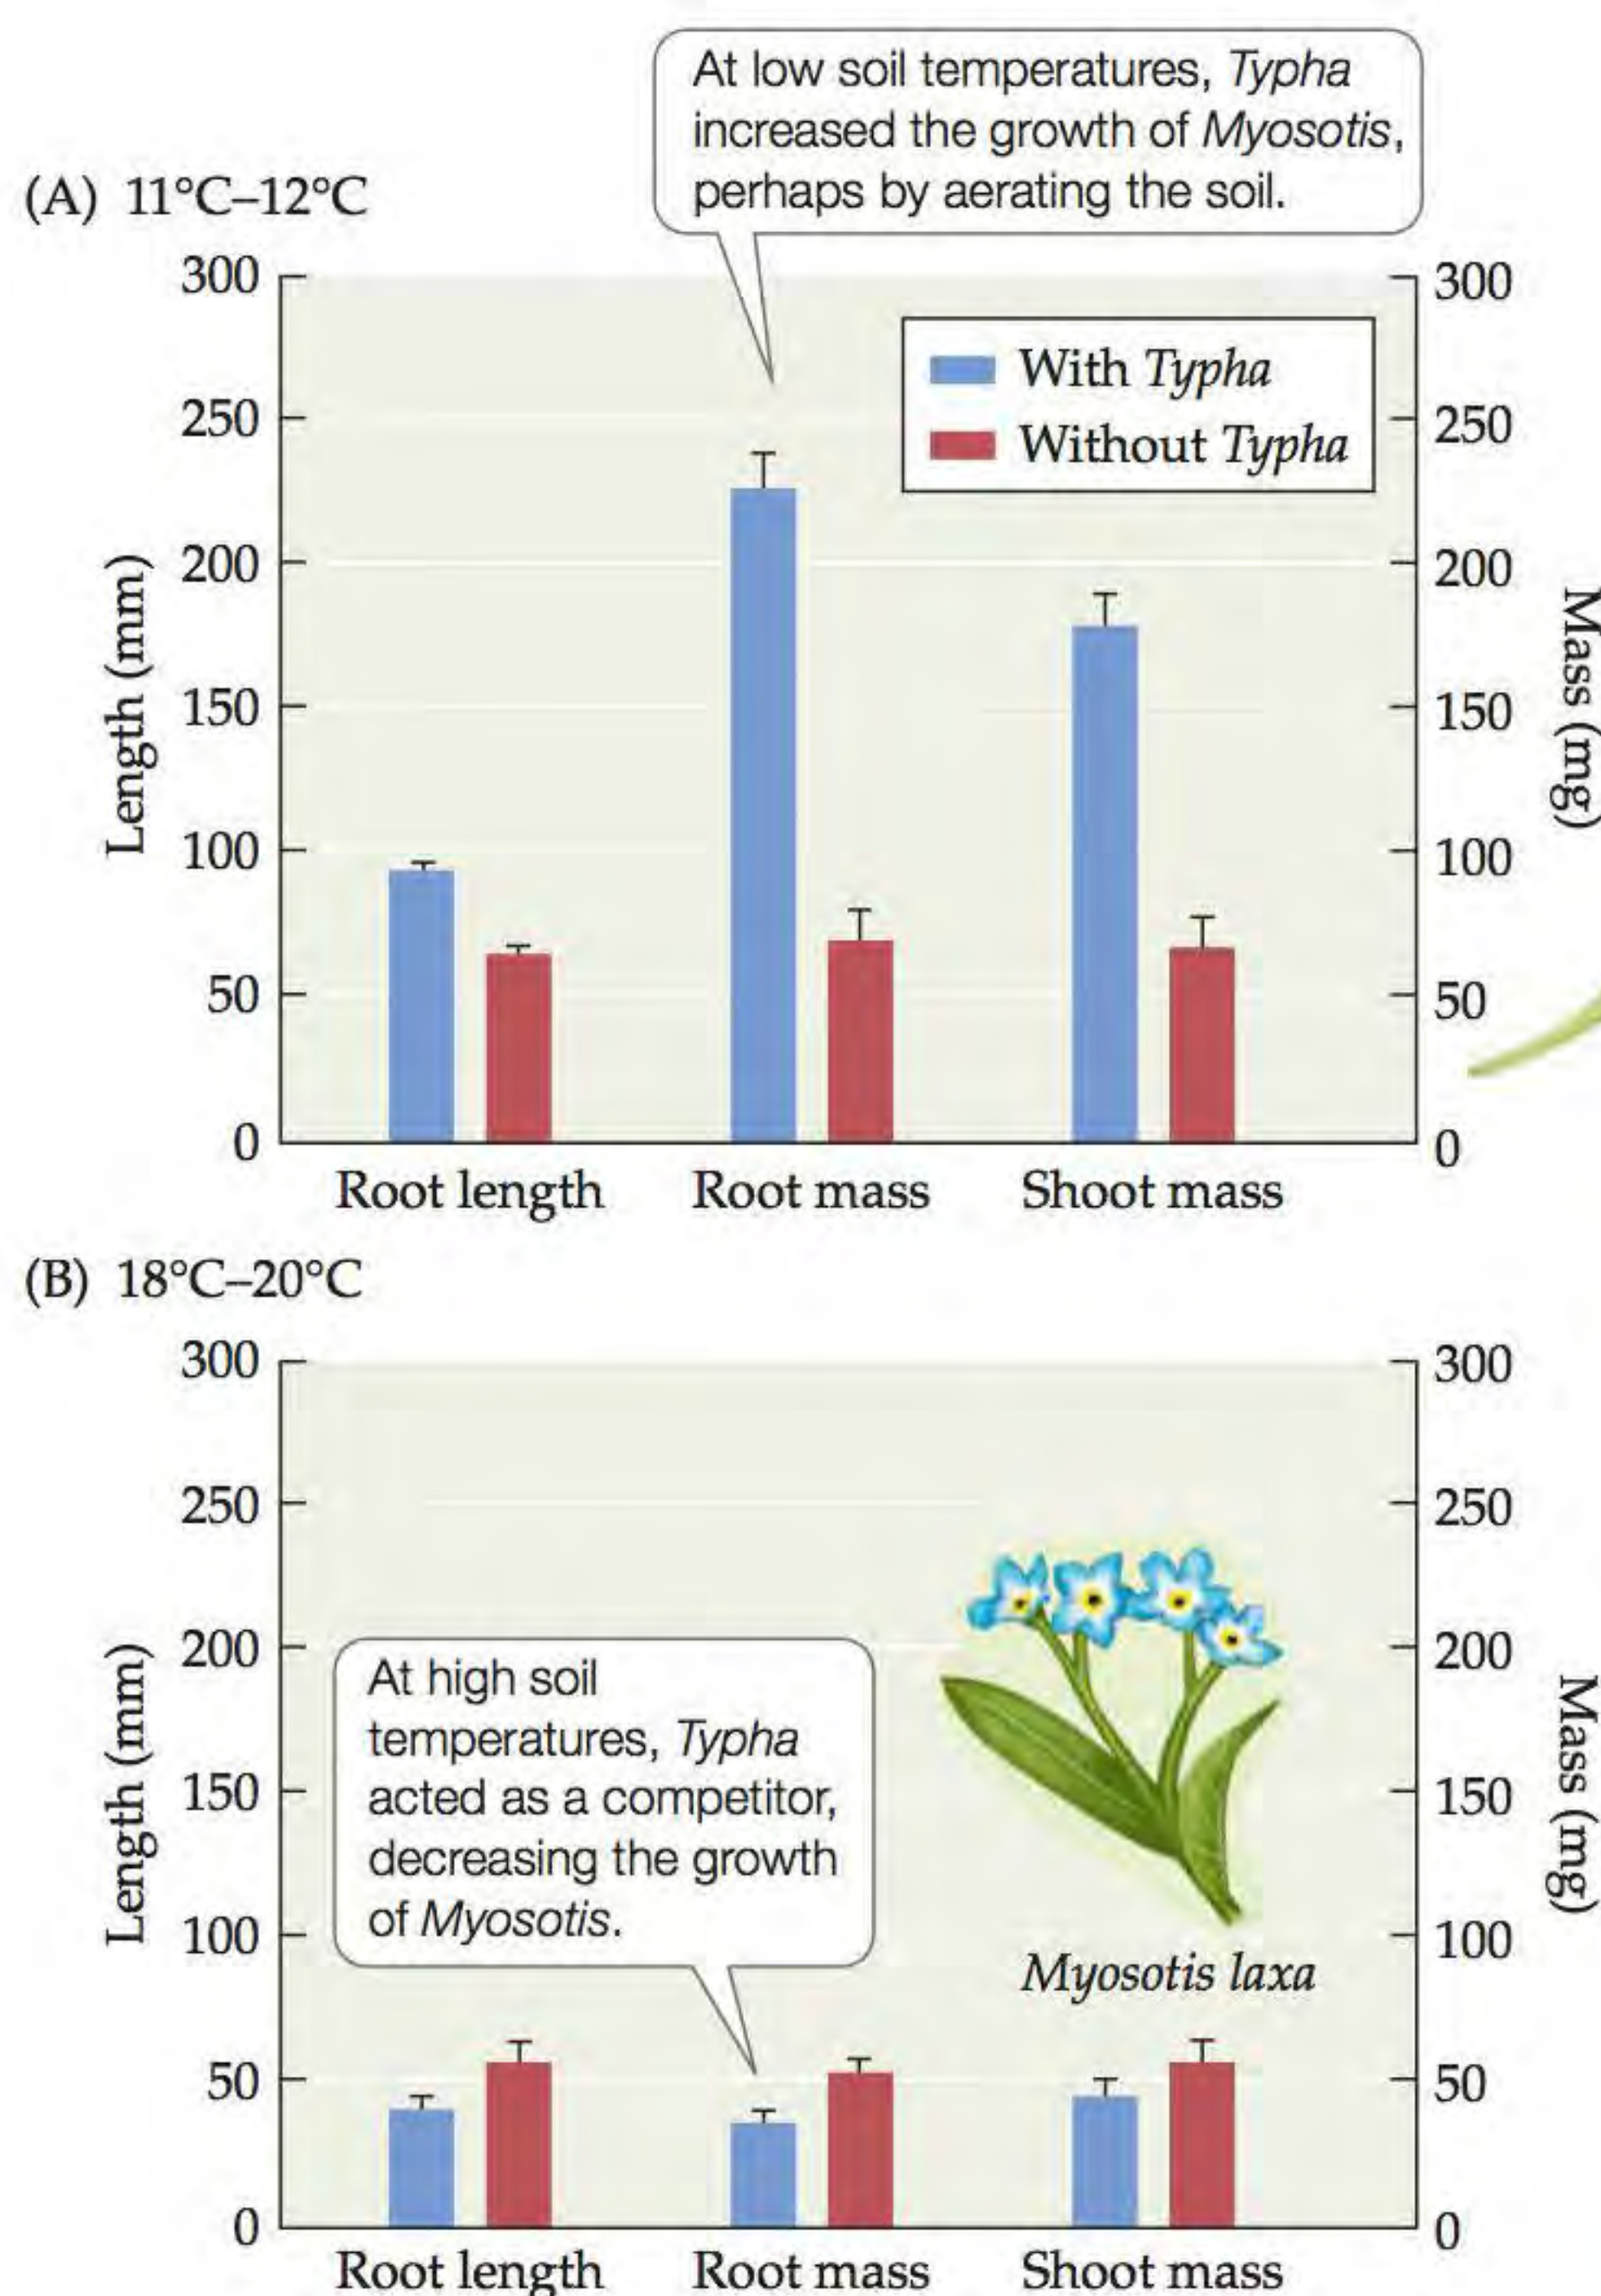 At low soil temperatures, Typha
increased the growth of Myosotis,
perhaps by aerating the soil.
(A) 11°C–12°C
300
250
200
150
100
50
0
Length (mm)
With Typha
Without Typha
300
250
200
150
100
50
0
Mass (mg)
Root length
Root mass
Shoot mass
(B) 18°C–20°C
300
250
200
150
100
50
0
Length (mm)
At high soil
temperatures, Typha
acted as a competitor,
decreasing the growth
of Myosotis.
Myosotis laxa
300
250
200
150
100
50
0
Mass (mg)
Root length
Root mass
Shoot mass